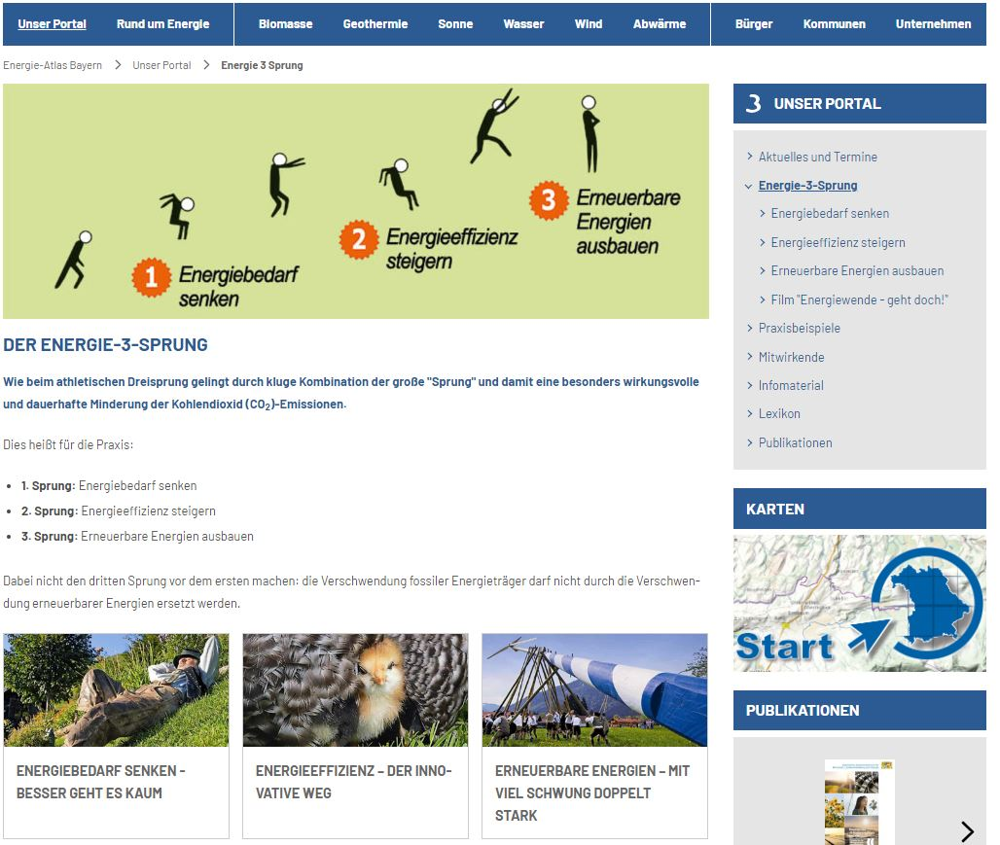 Unser Portal Rund um Energie Biomasse Geothermie Sonne Wasser Wind Abwärme Bürger Kommunen Unternehmen
Energie-Atlas Bayern > Unser Portal > Energie 3 Sprung
1 Energiebedarf
senken
2 Energieeffizienz
steigern
3 Erneuerbare
Energien
ausbauen
DER ENERGIE-3-SPRUNG
Wie beim athletischen Dreisprung gelingt durch kluge Kombination der große "Sprung" und damit eine besonders wirkungsvolle
und dauerhafte Minderung der Kohlendioxid (CO2)-Emissionen.
Dies heißt für die Praxis:
• 1. Sprung: Energiebedarf senken
• 2. Sprung: Energieeffizienz steigern
• 3. Sprung: Erneuerbare Energien ausbauen
Dabei nicht den dritten Sprung vor dem ersten machen: die Verschwendung fossiler Energieträger darf nicht durch die Verschwen-
dung erneuerbarer Energien ersetzt werden.
ENERGIEBEDARF SENKEN -
BESSER GEHT ES KAUM
ENERGIEEFFIZIENZ – DER INNO-
VATIVE WEG
ERNEUERBARE ENERGIEN – MIT
VIEL SCHWUNG DOPPELT
STARK
3 UNSER PORTAL
Aktuelles und Termine
Energie-3-Sprung
Energiebedarf senken
Energieeffizienz steigern
Erneuerbare Energien ausbauen
Film "Energiewende - geht doch!"
Praxisbeispiele
Mitwirkende
Infomaterial
Lexikon
Publikationen
KARTEN
Start
PUBLIKATIONEN